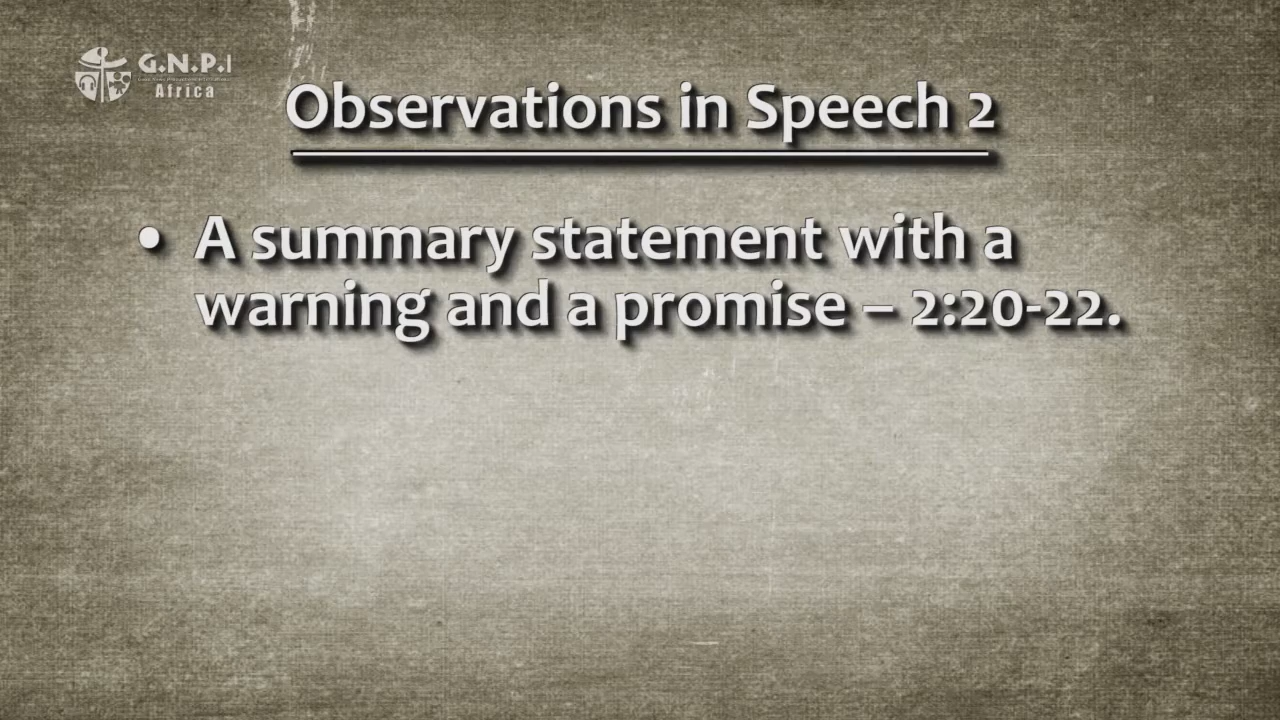 G.N.P.I
Africa
Observations in Speech 2
• A summary statement with a
warning and a promise – 2:20-22.